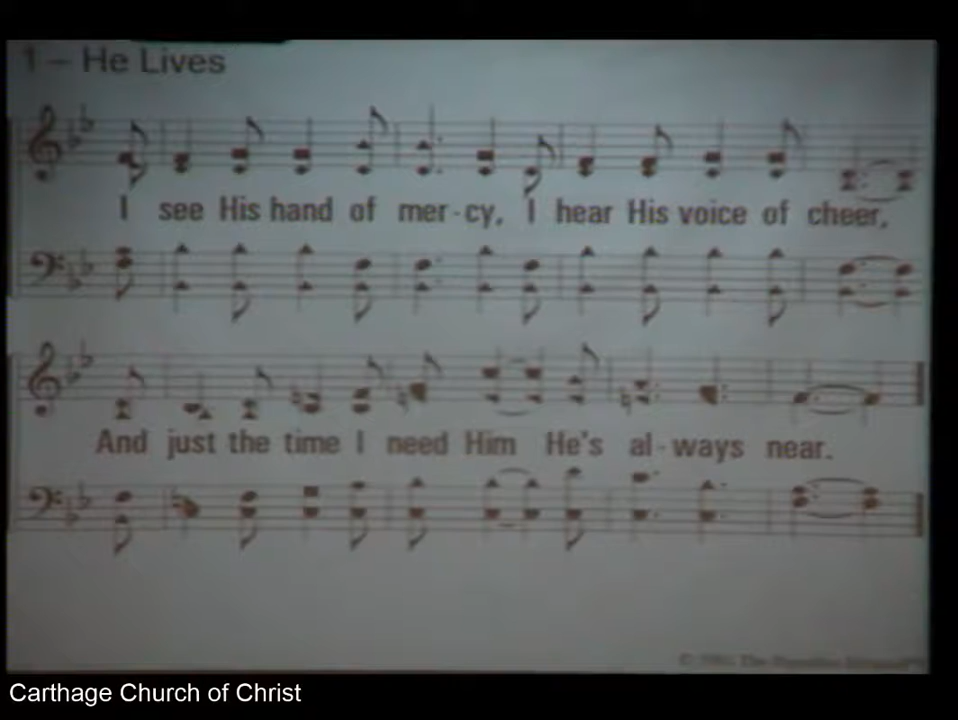 1 – He Lives
I see His hand of mer-cy, I hear His voice of cheer,
And just the time I need Him He's al-ways near.
Carthage Church of Christ